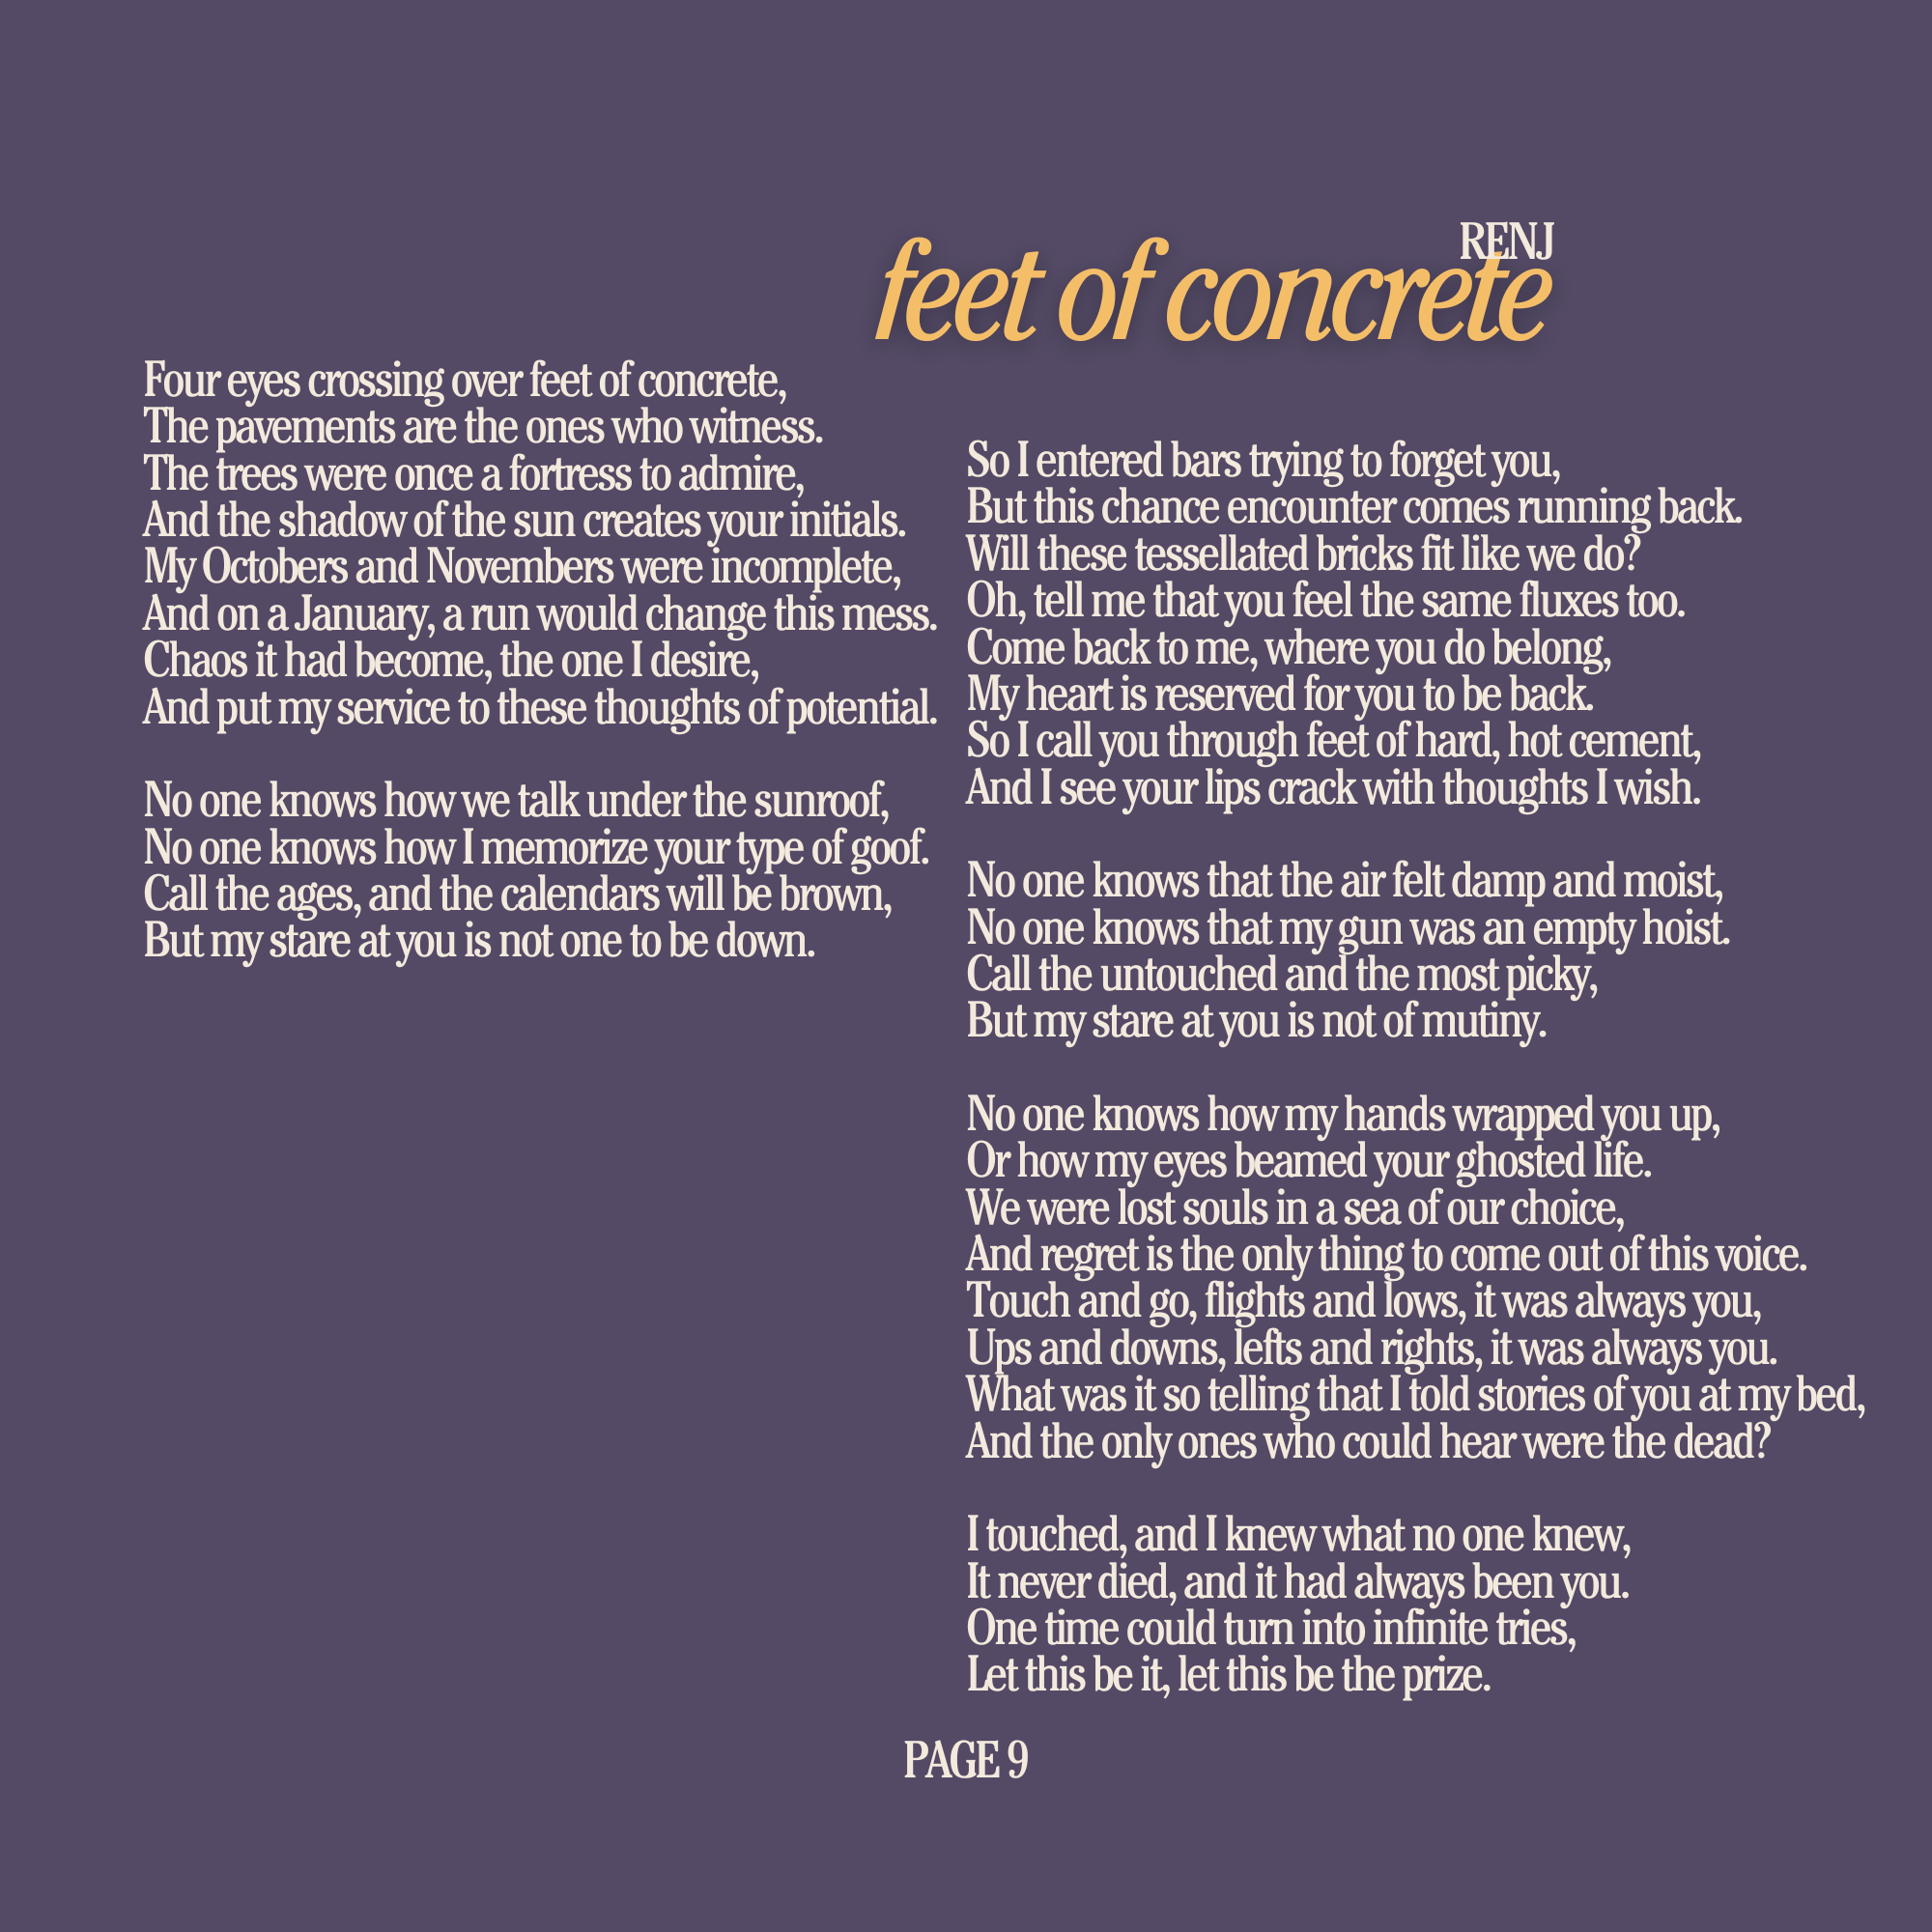 RENJ
feet of concrete
Four eyes crossing over feet of concrete,
The pavements are the ones who witness.
The trees were once a fortress to admire,
And the shadow of the sun creates your initials.
My Octobers and Novembers were incomplete,
And on a January, a run would change this mess.
Chaos it had become, the one I desire,
And put my service to these thoughts of potential.
No one knows how we talk under the sunroof,
No one knows how I memorize your type of goof.
Call the ages, and the calendars will be brown,
But my stare at you is not one to be down.
So I entered bars trying to forget you,
But this chance encounter comes running back.
Will these tessellated bricks fit like we do?
Oh, tell me that you feel the same fluxes too.
Come back to me, where you do belong,
My heart is reserved for you to be back.
So I call you through feet of hard, hot cement,
And I see your lips crack with thoughts I wish.
No one knows that the air felt damp and moist,
No one knows that my gun was an empty hoist.
Call the untouched and the most picky,
But my stare at you is not of mutiny.
No one knows how my hands wrapped you up,
Or how my eyes beamed your ghosted life.
We were lost souls in a sea of our choice,
And regret is the only thing to come out of this voice.
Touch and go, flights and lows, it was always you,
Ups and downs, lefts and rights, it was always you.
What was it so telling that I told stories of you at my bed,
And the only ones who could hear were the dead?
I touched, and I knew what no one knew,
It never died, and it had always been you.
One time could turn into infinite tries,
Let this be it, let this be the prize.
PAGE 9